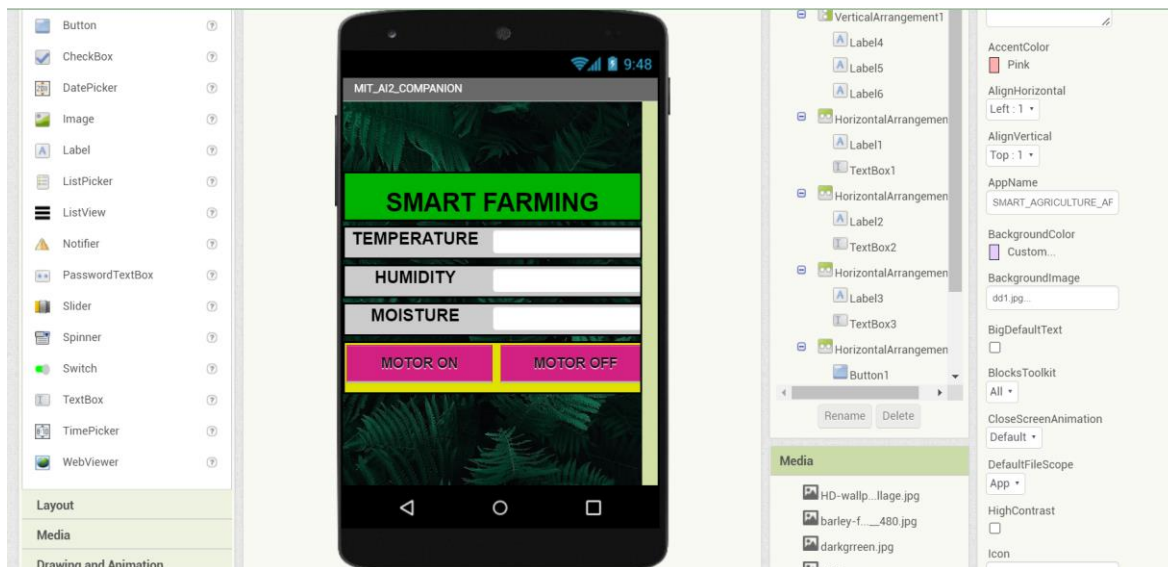 Button
CheckBox
DatePicker
Image
Label
ListPicker
ListView
Notifier
PasswordTextBox
Slider
Spinner
Switch
TextBox
TimePicker
WebViewer
Layout
Media
Drawing and Animation
9:48
MIT_AI2_COMPANION
SMART FARMING
TEMPERATURE
HUMIDITY
MOISTURE
MOTOR ON MOTOR OFF
VerticalArrangement1
Label4
Label5
Label6
HorizontalArrangemen
Label1
TextBox1
HorizontalArrangemen
Label2
TextBox2
HorizontalArrangemen
Label3
TextBox3
HorizontalArrangemen
Button1
Rename Delete
Media
HD-wallp...llage.jpg
barley-f...__480.jpg
darkgrreen.jpg
AccentColor
Pink
AlignHorizontal
Left : 1
AlignVertical
Top : 1
AppName
SMART_AGRICULTURE_AF
BackgroundColor
Custom...
BackgroundImage
dd1.jpg...
BigDefaultText
BlocksToolkit
All
CloseScreenAnimation
Default
DefaultFileScope
App
HighContrast
Icon